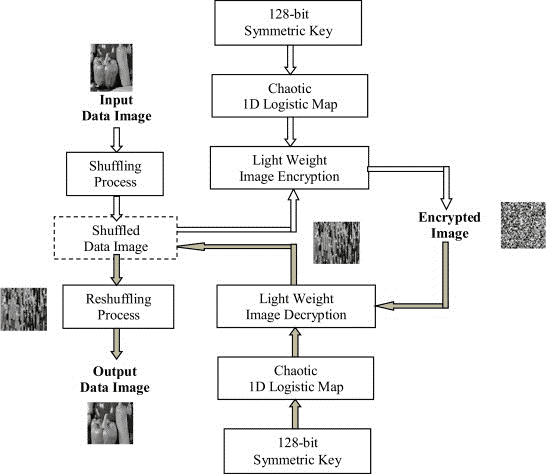 128-bit
Symmetric Key
Chaotic
1D Logistic Map
Input
Data Image
Shuffling
Process
Light Weight
Image Encryption
Shuffled
Data Image
Encrypted
Image
Reshuffling
Process
Light Weight
Image Decryption
Output
Data Image
Chaotic
1D Logistic Map
128-bit
Symmetric Key